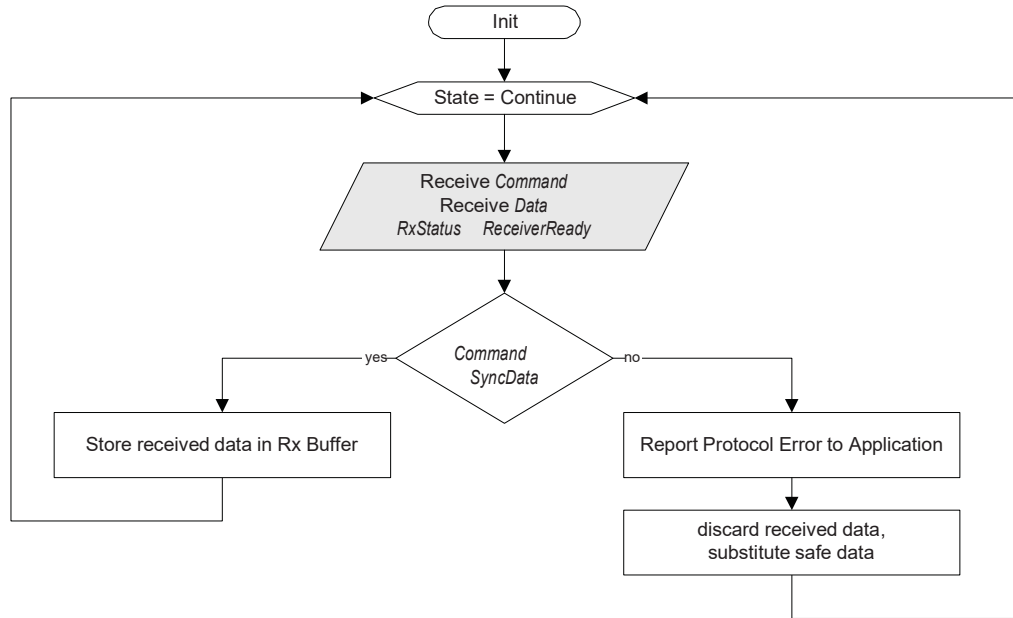 Init
State = Continue
Receive Command
Receive Data
RxStatus ReceiverReady
yes
Command
SyncData
no
Store received data in Rx Buffer
Report Protocol Error to Application
discard received data,
substitute safe data